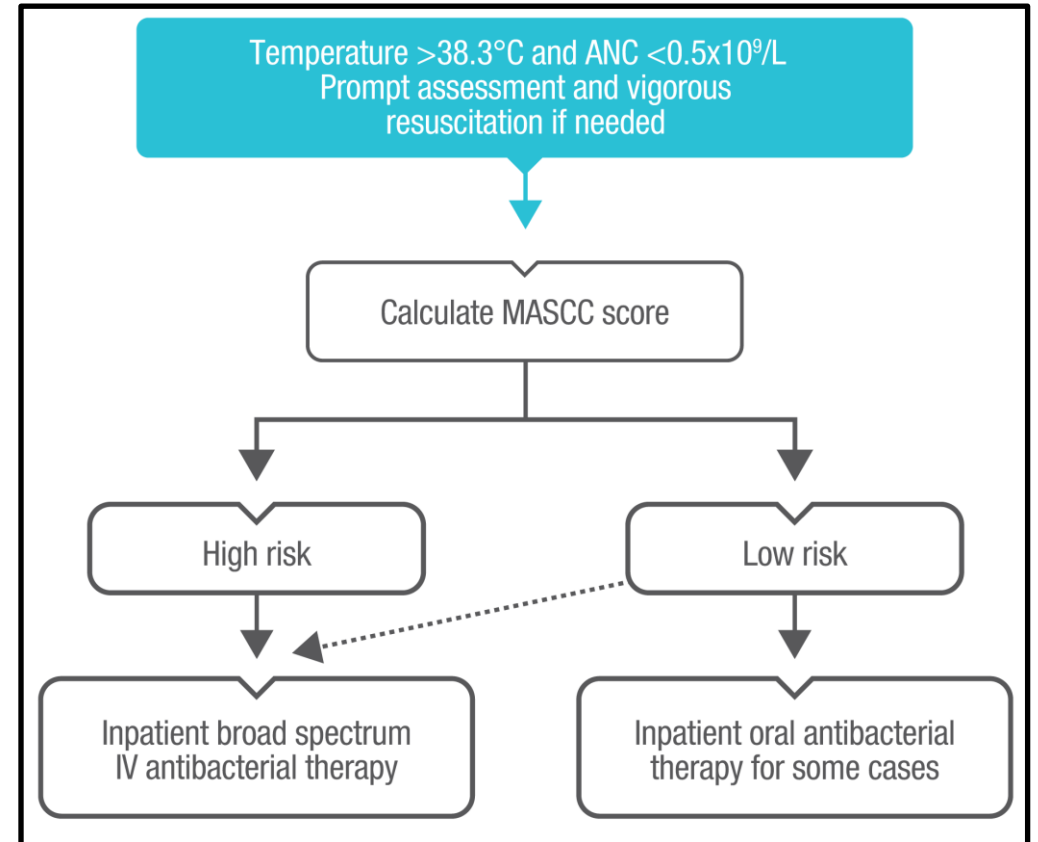 Temperature >38.3°C and ANC <0.5x10⁹/L
Prompt assessment and vigorous
resuscitation if needed
Calculate MASCC score
High risk
Low risk
Inpatient broad spectrum
IV antibacterial therapy
Inpatient oral antibacterial
therapy for some cases